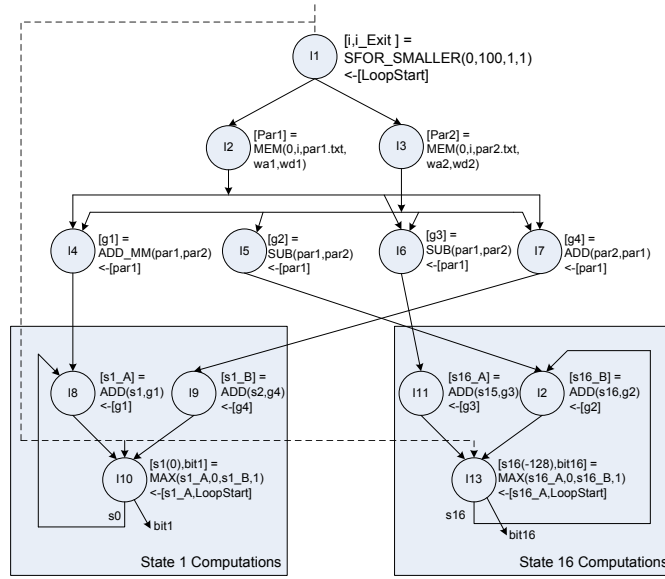 [i,i_Exit ] =
SFOR_SMALLER(0,100,1,1)
<-[LoopStart]
I1
[Par1] =
MEM(0,i,par1.txt,
wa1,wd1)
I2
[Par2] =
MEM(0,i,par2.txt,
wa2,wd2)
I3
[g1] =
ADD_MM(par1,par2)
<-[par1]
I4
[g2] =
SUB(par1,par2)
<-[par1]
I5
[g3] =
SUB(par1,par2)
<-[par1]
I6
[g4] =
ADD(par2,par1)
<-[par1]
I7
[s1_A] =
ADD(s1,g1)
<-[g1]
I8
[s1_B] =
ADD(s2,g4)
<-[g4]
I9
[s16_A] =
ADD(s15,g3)
<-[g3]
I11
[s16_B] =
ADD(s16,g2)
<-[g2]
I2
[s1(0),bit1] =
MAX(s1_A,0,s1_B,1)
<-[s1_A,LoopStart]
I10
s0
bit1
State 1 Computations
[s16(-128),bit16] =
MAX(s16_A,0,s16_B,1)
<-[s16_A,LoopStart]
I13
s16
bit16
State 16 Computations